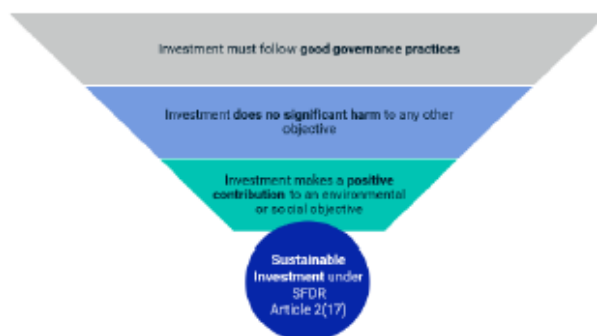 Investment must follow good governance practices
Investment does no significant harm to any other
objective
Investment makes a positive
contribution to an environmental
or social objective
Sustainable
Investment under
SFDR
Article 2(17)